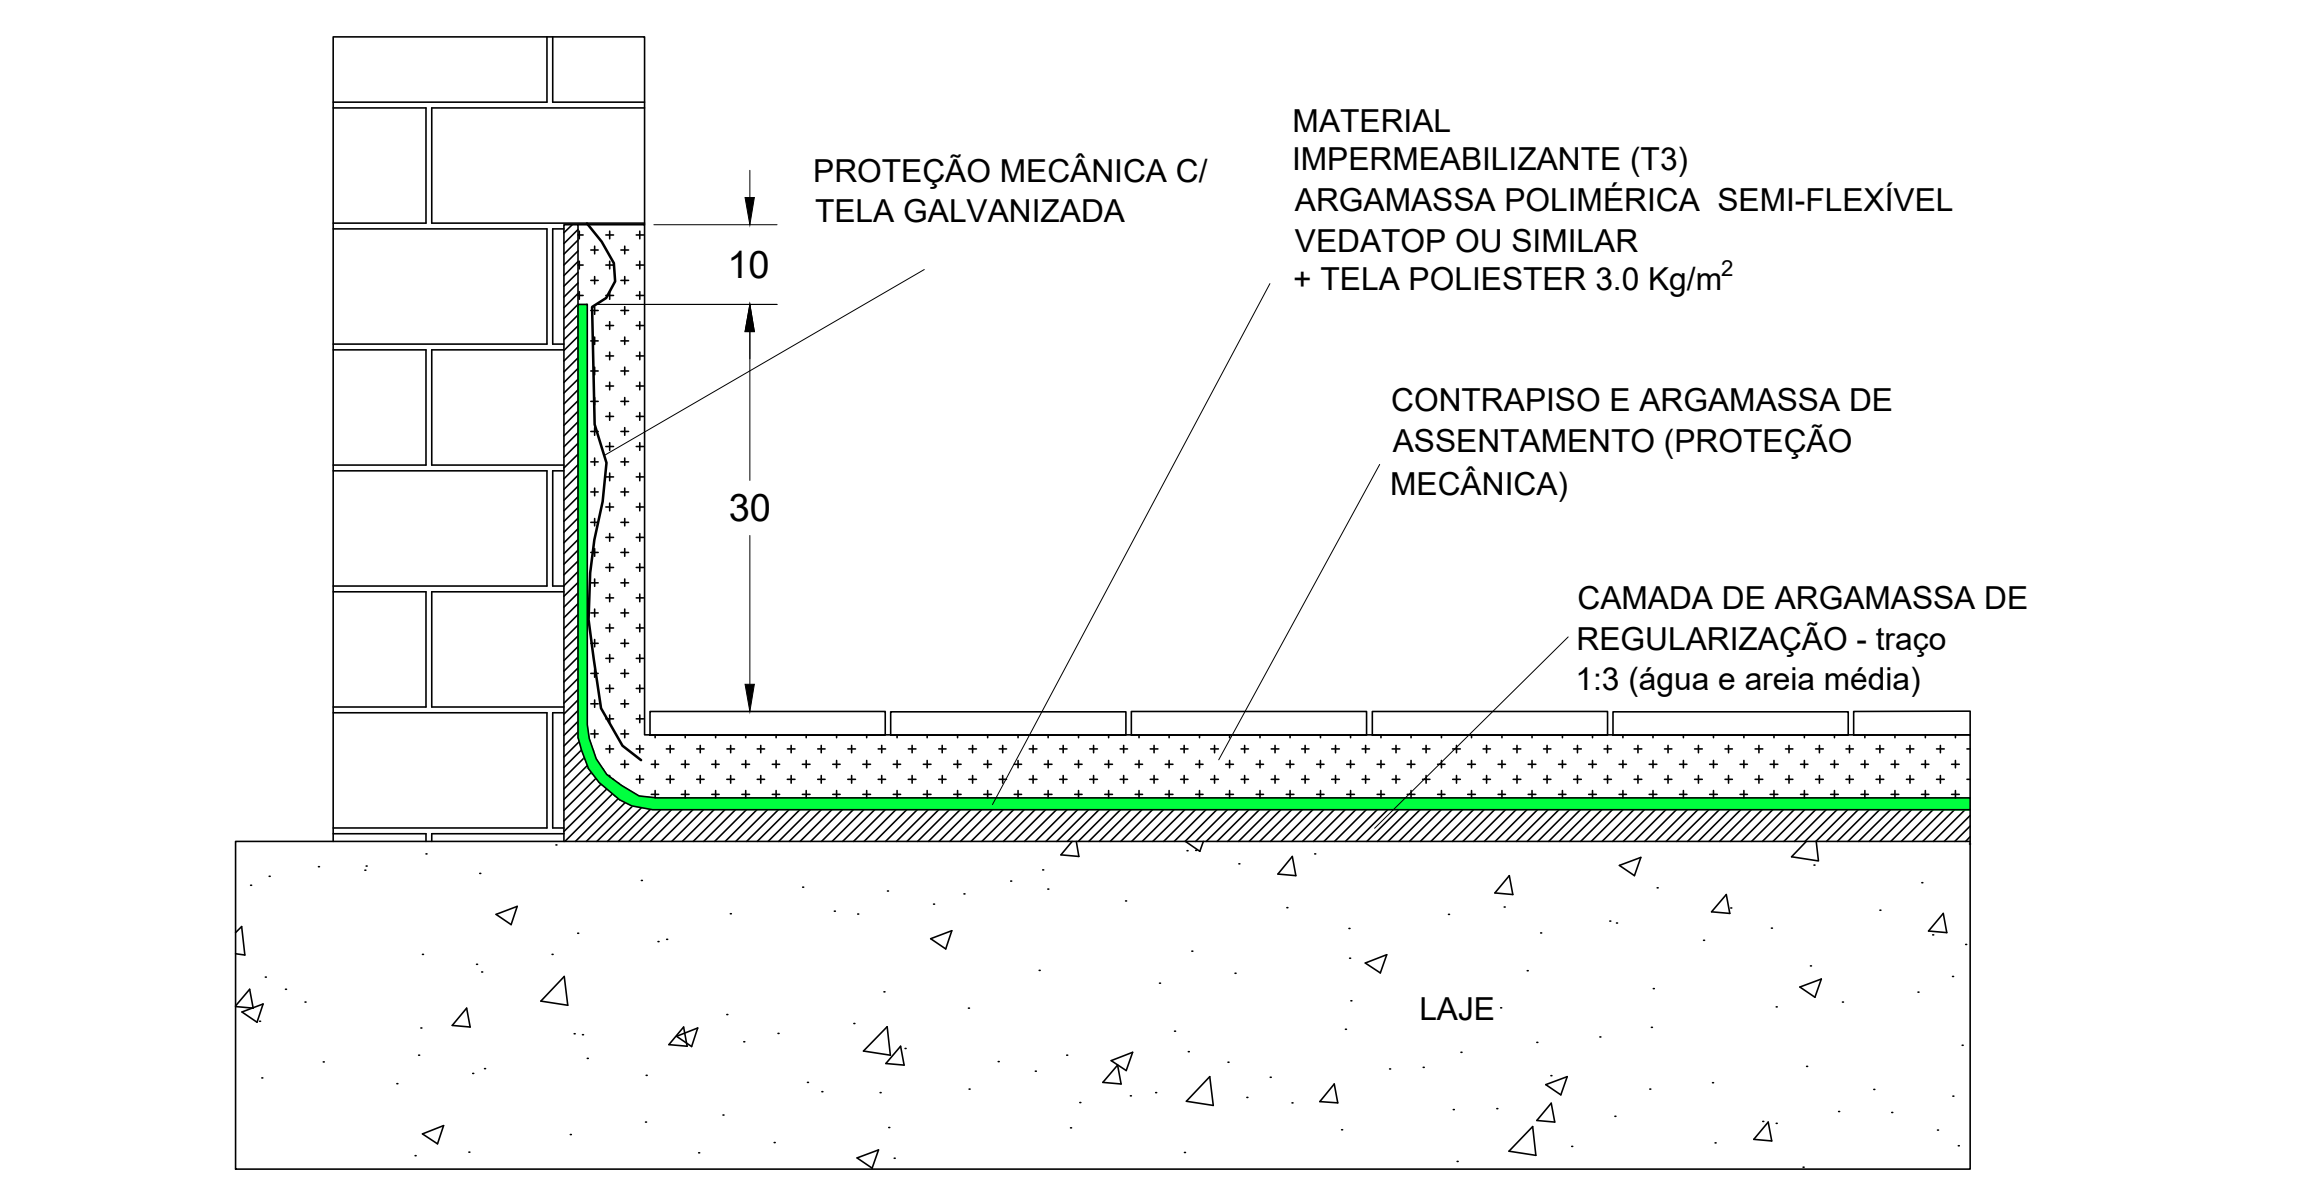 PROTEÇÃO MECÂNICA C/
TELA GALVANIZADA
10
30
MATERIAL
IMPERMEABILIZANTE (T3)
ARGAMASSA POLIMÉRICA SEMI-FLEXÍVEL
VEDATOP OU SIMILAR
+ TELA POLIESTER 3.0 Kg/m²
CONTRAPISO E ARGAMASSA DE
ASSENTAMENTO (PROTEÇÃO
MECÂNICA)
CAMADA DE ARGAMASSA DE
REGULARIZAÇÃO - traço
1:3 (água e areia média)
LAJE